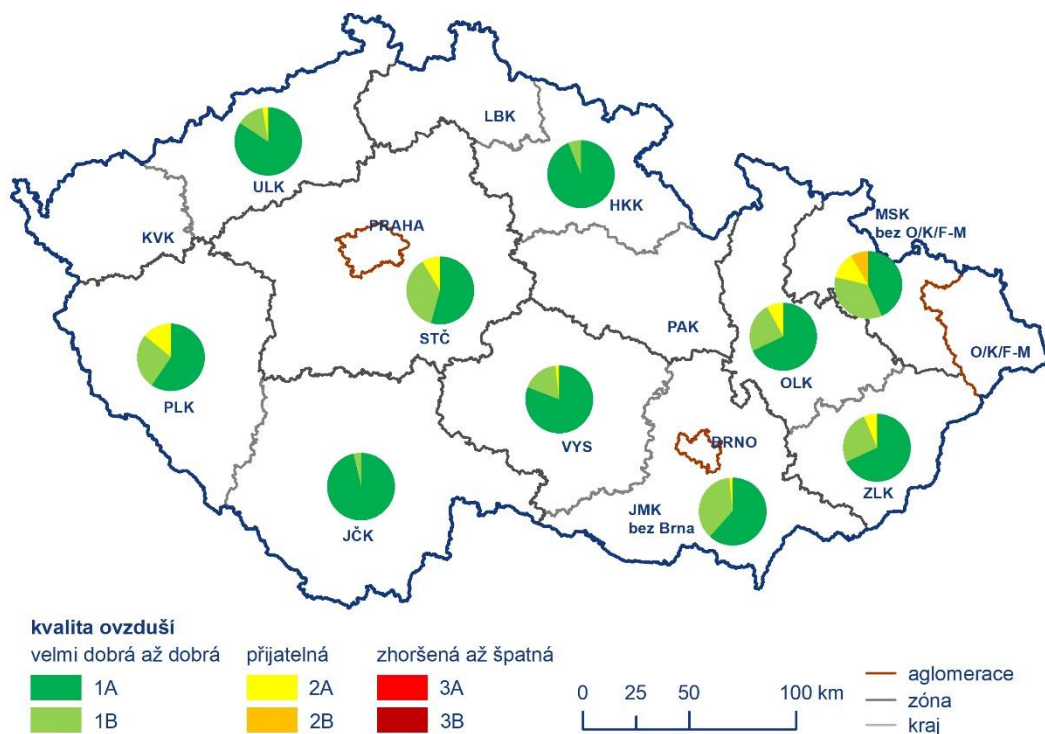 LBK
ULK
HKK
MSK
bez O/K/F-M
PRAHA
KVK
STČ
PAK
O/K/F-M
OLK
PLK
VYS
BRNO
ZLK
JMK
bez Brna
JČK
kvalita ovzduší
velmi dobrá až dobrá
přijatelná
zhoršená až špatná
1A
2A
3A
1B
2B
3B
0 25 50 100 km
aglomerace
zóna
kraj